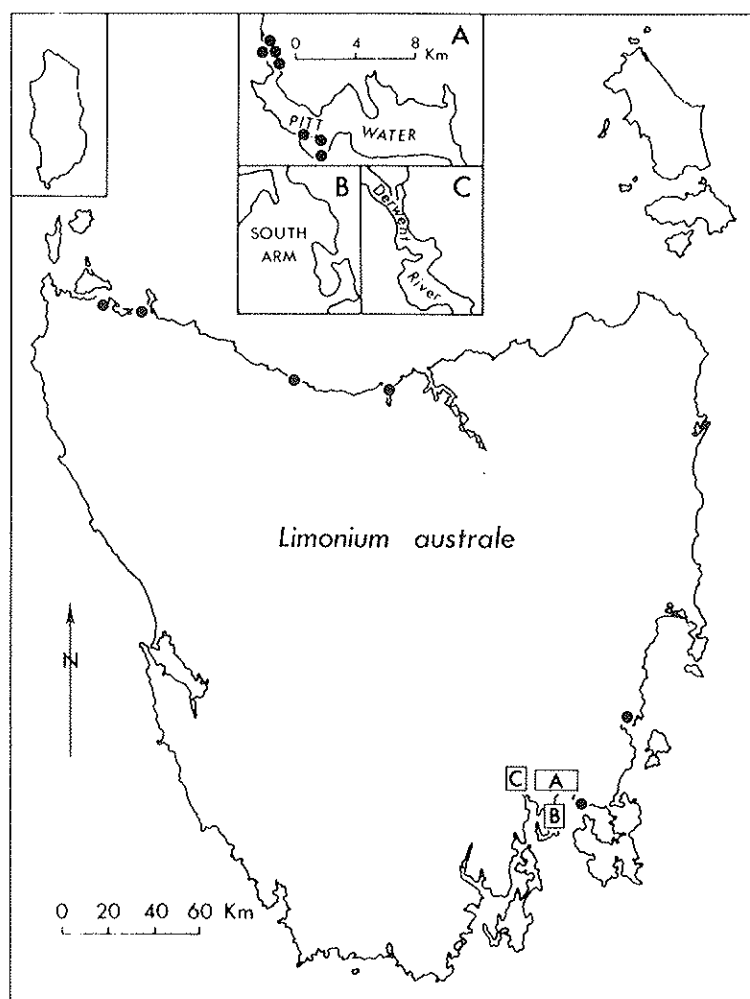 A
0 4 8
Km
PITT
WATER
B
C
SOUTH
ARM
Derwent
River
Limonium australe
N
C
A
B
0 20 40 60 Km